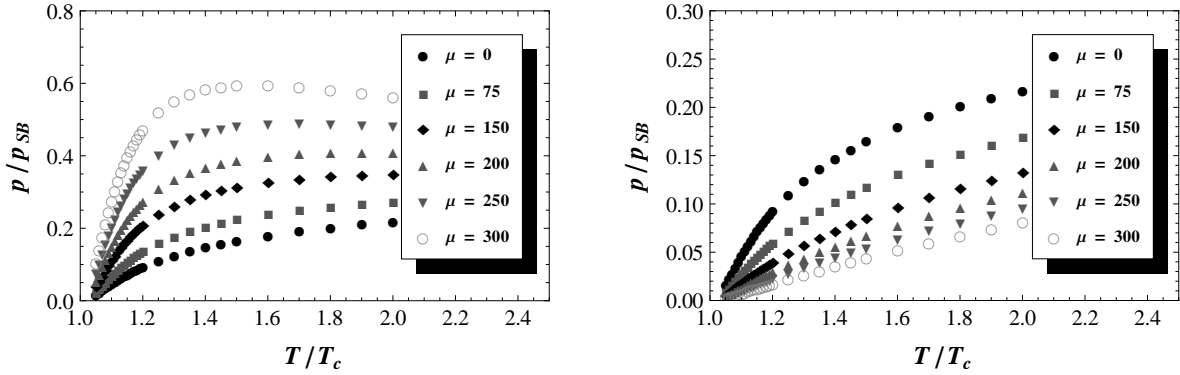 0.8
0.6
0.4
0.2
0.0
p/p_SB
1.0 1.2 1.4 1.6 1.8 2.0 2.2 2.4
T/T_c
μ = 0
μ = 75
μ = 150
μ = 200
μ = 250
μ = 300
0.30
0.25
0.20
0.15
0.10
0.05
0.00
p/p_SB
1.0 1.2 1.4 1.6 1.8 2.0 2.2 2.4
T/T_c
μ = 0
μ = 75
μ = 150
μ = 200
μ = 250
μ = 300